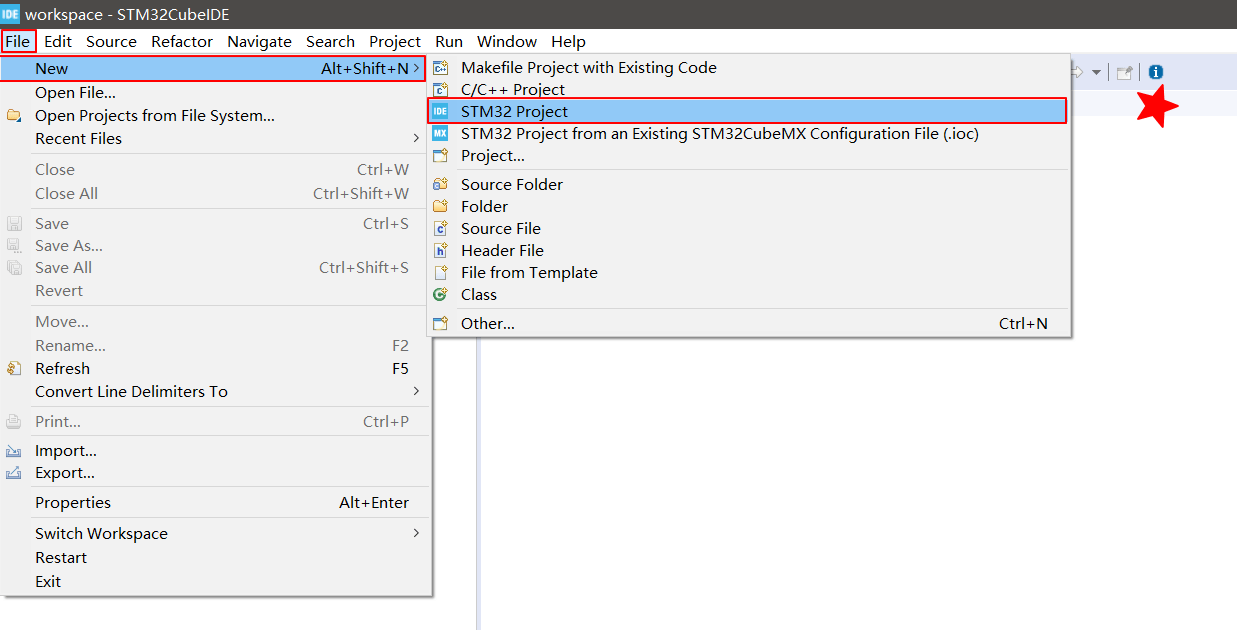 IDE workspace - STM32CubeIDE
File Edit Source Refactor Navigate Search Project Run Window Help
New Alt+Shift+N
Open File...
Open Projects from File System...
Recent Files
Close Ctrl+W
Close All Ctrl+Shift+W
Save Ctrl+S
Save As...
Save All Ctrl+Shift+S
Revert
Move...
Rename... F2
Refresh F5
Convert Line Delimiters To
Print... Ctrl+P
Import...
Export...
Properties Alt+Enter
Switch Workspace
Restart
Exit
Makefile Project with Existing Code
C/C++ Project
IDE STM32 Project
MX STM32 Project from an Existing STM32CubeMX Configuration File (.ioc)
Project...
Source Folder
Folder
Source File
Header File
File from Template
Class
Other... Ctrl+N